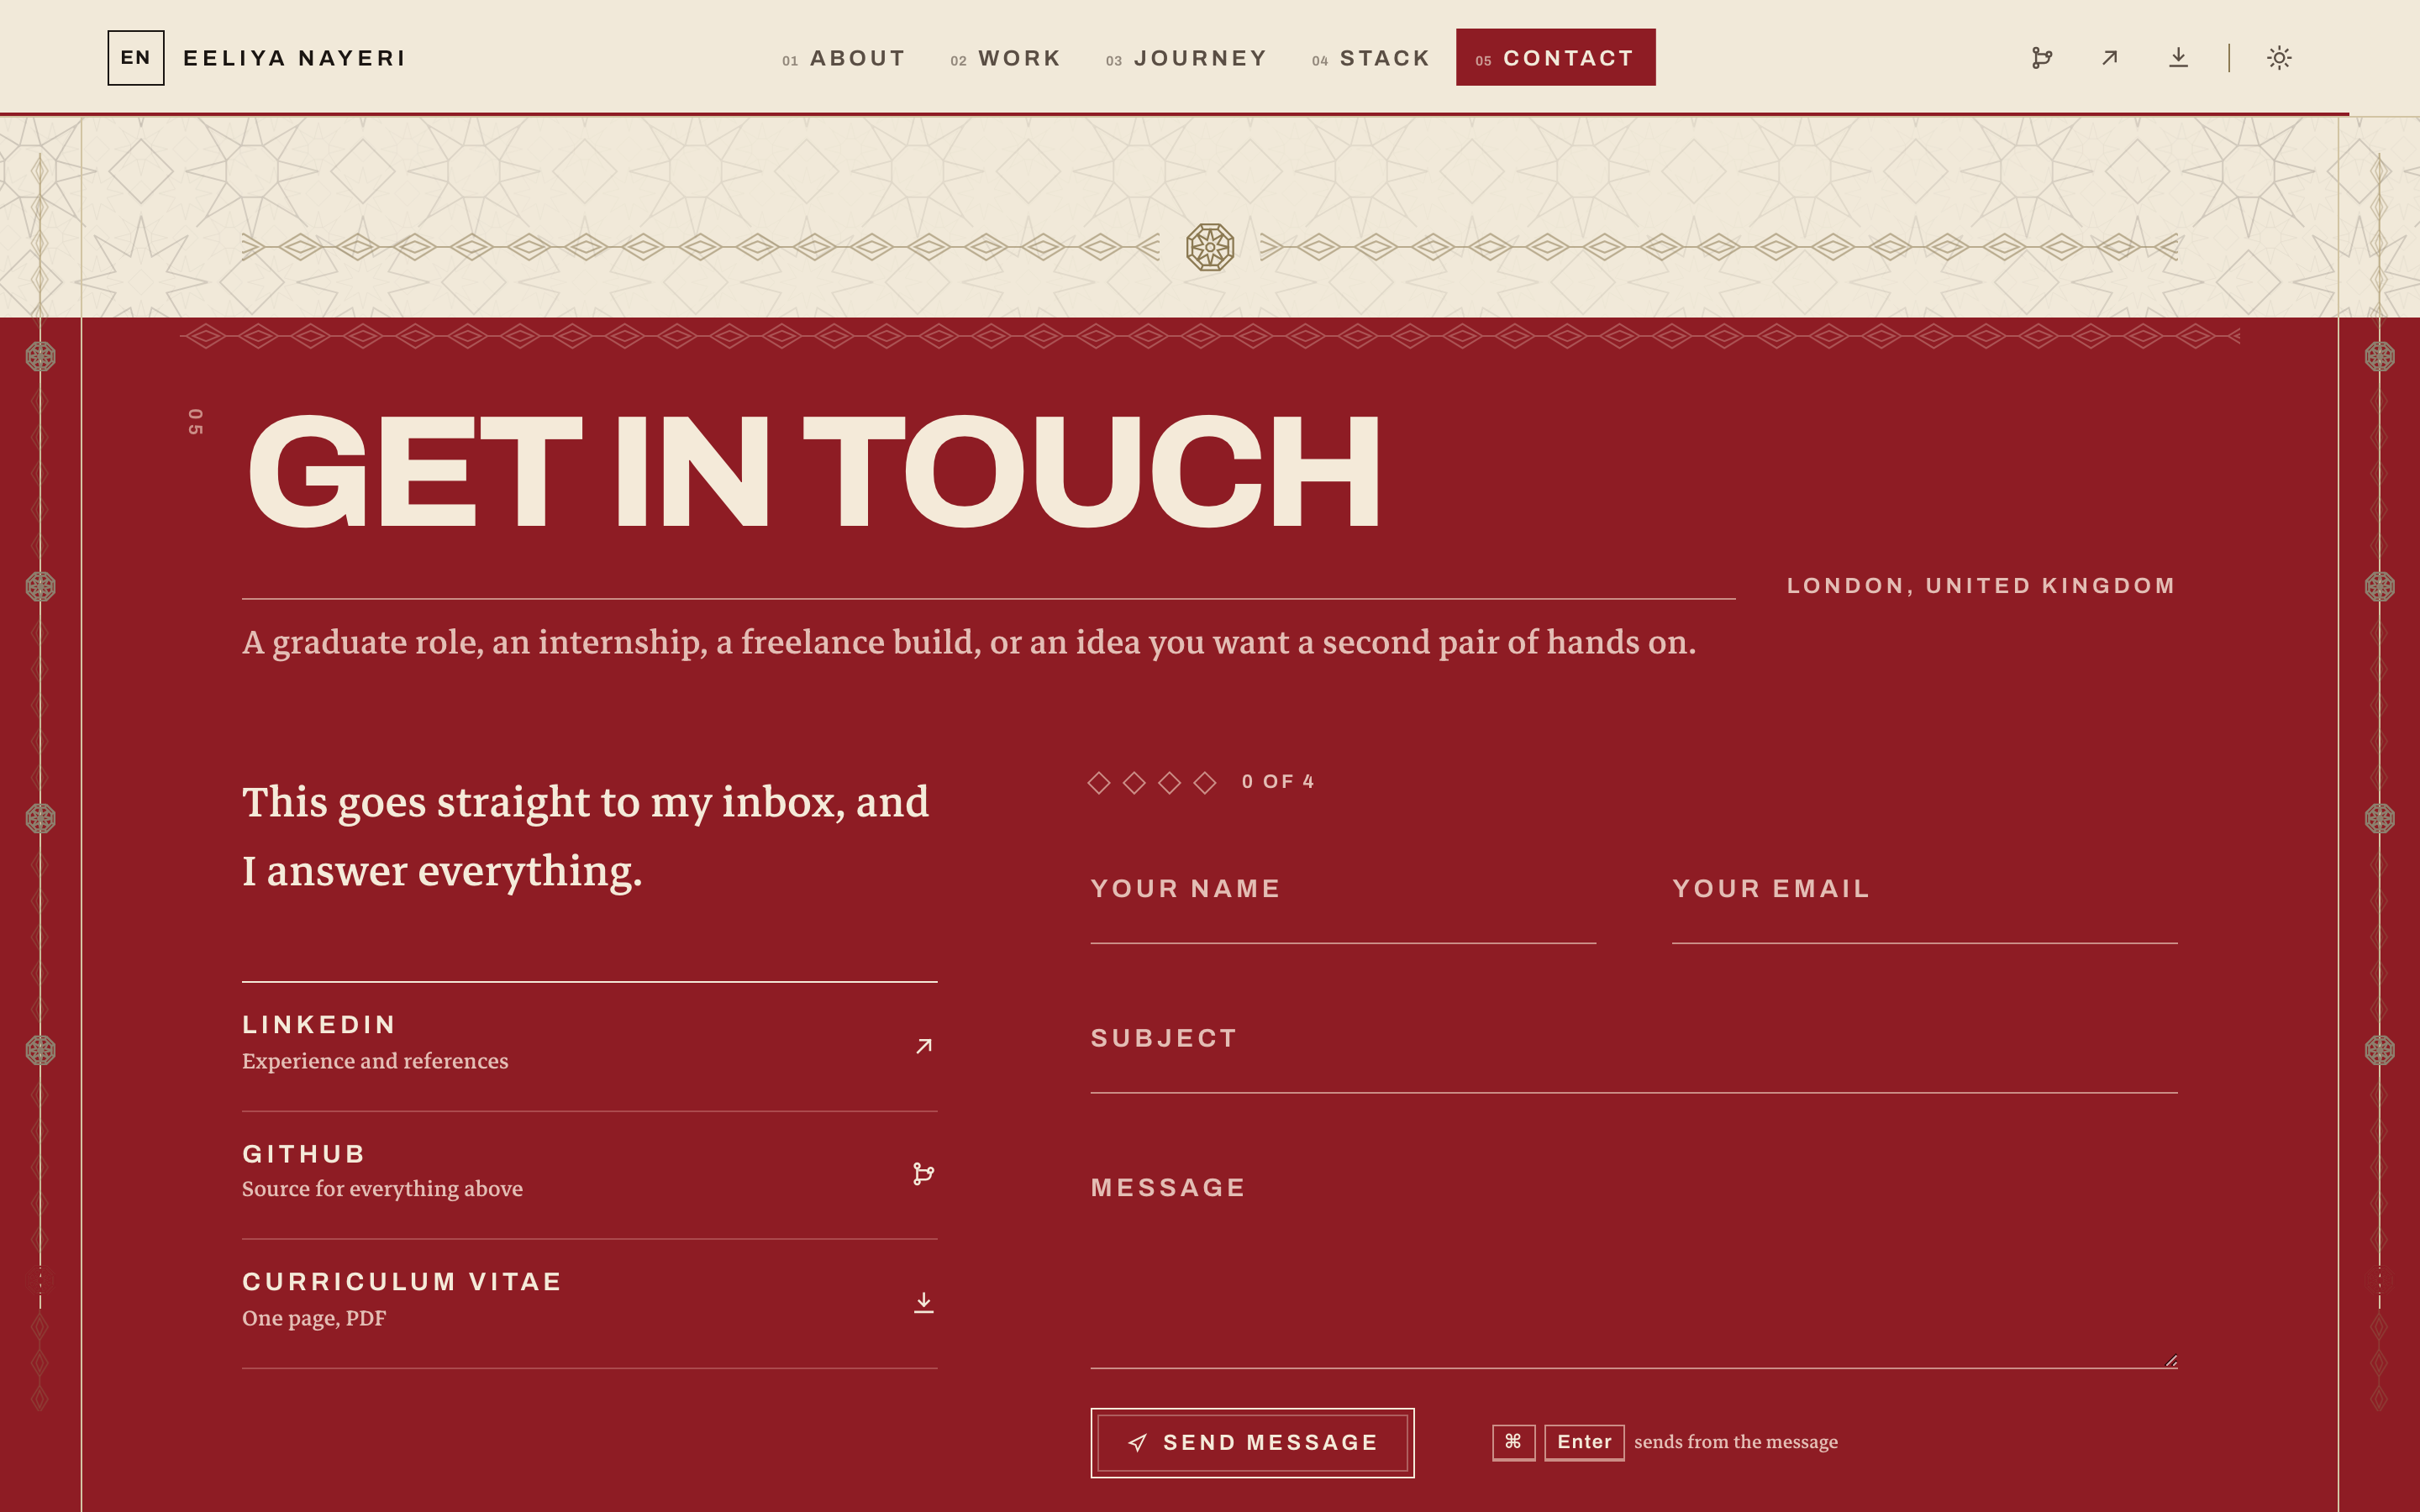 EN EELIYA NAYERI
01 ABOUT 02 WORK 03 JOURNEY 04 STACK 05 CONTACT
05
GET IN TOUCH
LONDON, UNITED KINGDOM
A graduate role, an internship, a freelance build, or an idea you want a second pair of hands on.
This goes straight to my inbox, and
I answer everything.
LINKEDIN
Experience and references
GITHUB
Source for everything above
CURRICULUM VITAE
One page, PDF
0 OF 4
YOUR NAME
YOUR EMAIL
SUBJECT
MESSAGE
SEND MESSAGE
⌘ Enter sends from the message